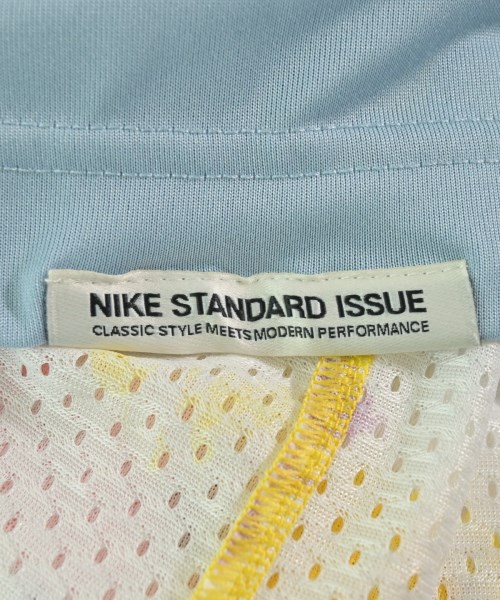 NIKE STANDARD ISSUE
CLASSIC STYLE MEETS MODERN PERFORMANCE